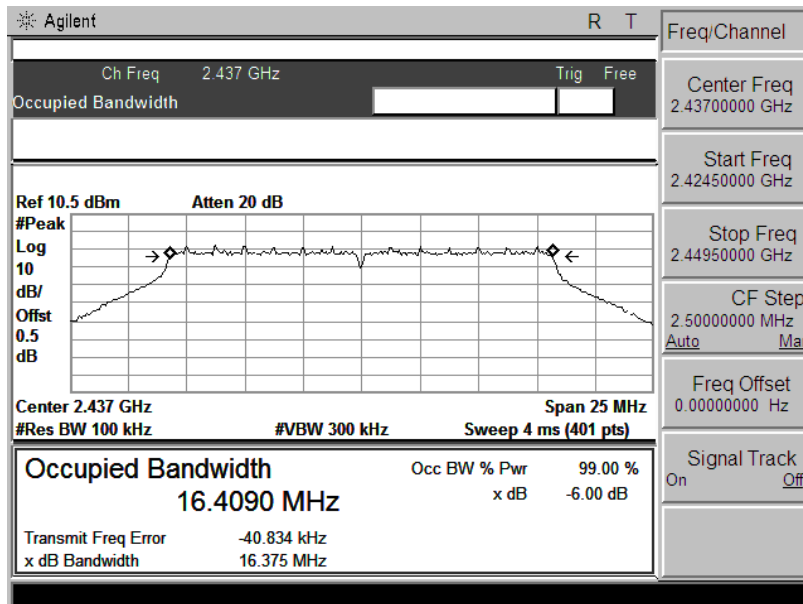 Agilent R T
Freq/Channel
Ch Freq 2.437 GHz Trig Free
Occupied Bandwidth
Center Freq
2.43700000 GHz
Start Freq
2.42450000 GHz
Stop Freq
2.44950000 GHz
CF Step
2.50000000 MHz
Auto Ma
Freq Offset
0.00000000 Hz
Signal Track
On Off
Ref 10.5 dBm Atten 20 dB
#Peak
Log
10
dB/
Offst
0.5
dB
Center 2.437 GHz Span 25 MHz
#Res BW 100 kHz #VBW 300 kHz Sweep 4 ms (401 pts)
Occupied Bandwidth Occ BW % Pwr 99.00 %
16.4090 MHz x dB -6.00 dB
Transmit Freq Error -40.834 kHz
x dB Bandwidth 16.375 MHz